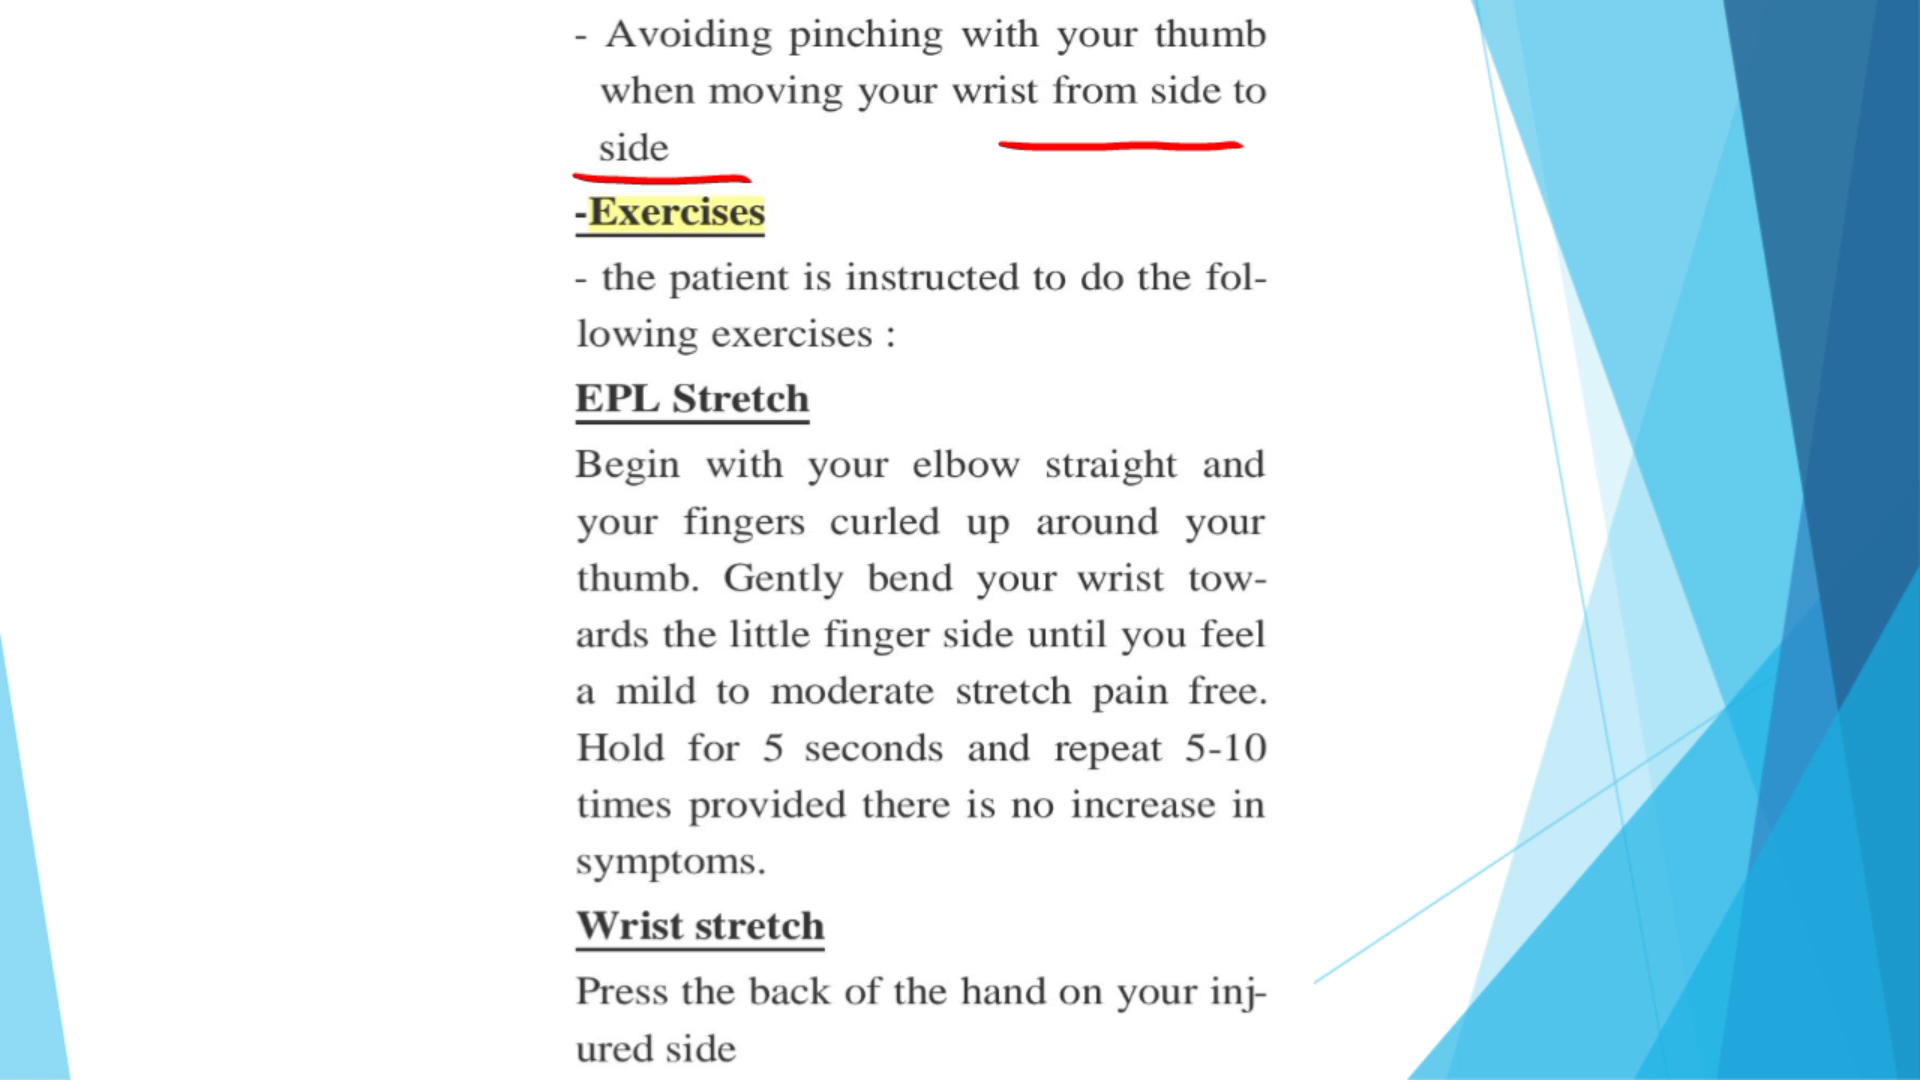 - Avoiding pinching with your thumb
when moving your wrist from side to
side
-Exercises
- the patient is instructed to do the fol-
lowing exercises :
EPL Stretch
Begin with your elbow straight and
your fingers curled up around your
thumb. Gently bend your wrist tow-
ards the little finger side until you feel
a mild to moderate stretch pain free.
Hold for 5 seconds and repeat 5-10
times provided there is no increase in
symptoms.
Wrist stretch
Press the back of the hand on your inj-
ured side